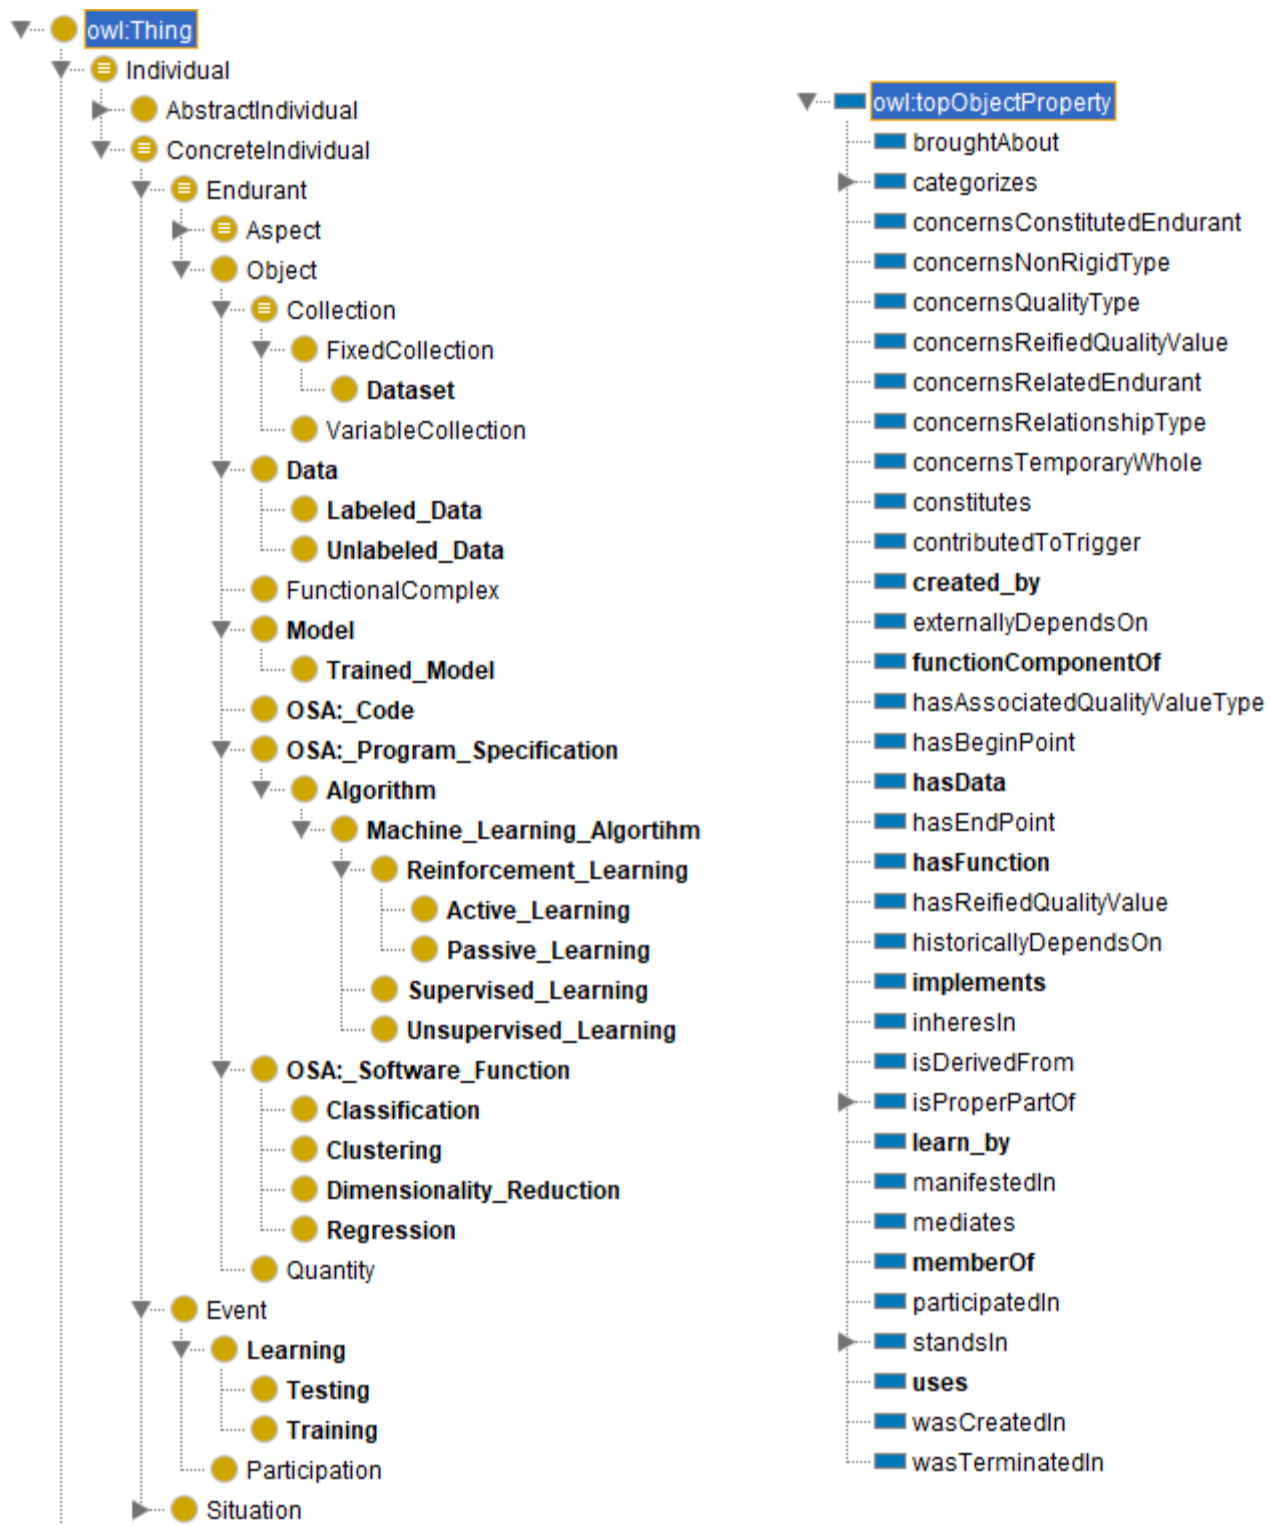 owl:Thing
Individual
AbstractIndividual
ConcreteIndividual
Endurant
Aspect
Object
Collection
FixedCollection
Dataset
VariableCollection
Data
Labeled_Data
Unlabeled_Data
FunctionalComplex
Model
Trained_Model
OSA:_Code
OSA:_Program_Specification
Algorithm
Machine_Learning_Algortihm
Reinforcement_Learning
Active_Learning
Passive_Learning
Supervised_Learning
Unsupervised_Learning
OSA:_Software_Function
Classification
Clustering
Dimensionality_Reduction
Regression
Quantity
Event
Learning
Testing
Training
Participation
Situation
owl:topObjectProperty
broughtAbout
categorizes
concernsConstitutedEndurant
concernsNonRigidType
concernsQualityType
concernsReifiedQualityValue
concernsRelatedEndurant
concernsRelationshipType
concernsTemporaryWhole
constitutes
contributedToTrigger
created_by
externallyDependsOn
functionComponentOf
hasAssociatedQualityValueType
hasBeginPoint
hasData
hasEndPoint
hasFunction
hasReifiedQualityValue
historicallyDependsOn
implements
inheresIn
isDerivedFrom
isProperPartOf
learn_by
manifestedIn
mediates
memberOf
participatedIn
standsIn
uses
wasCreatedIn
wasTerminatedIn